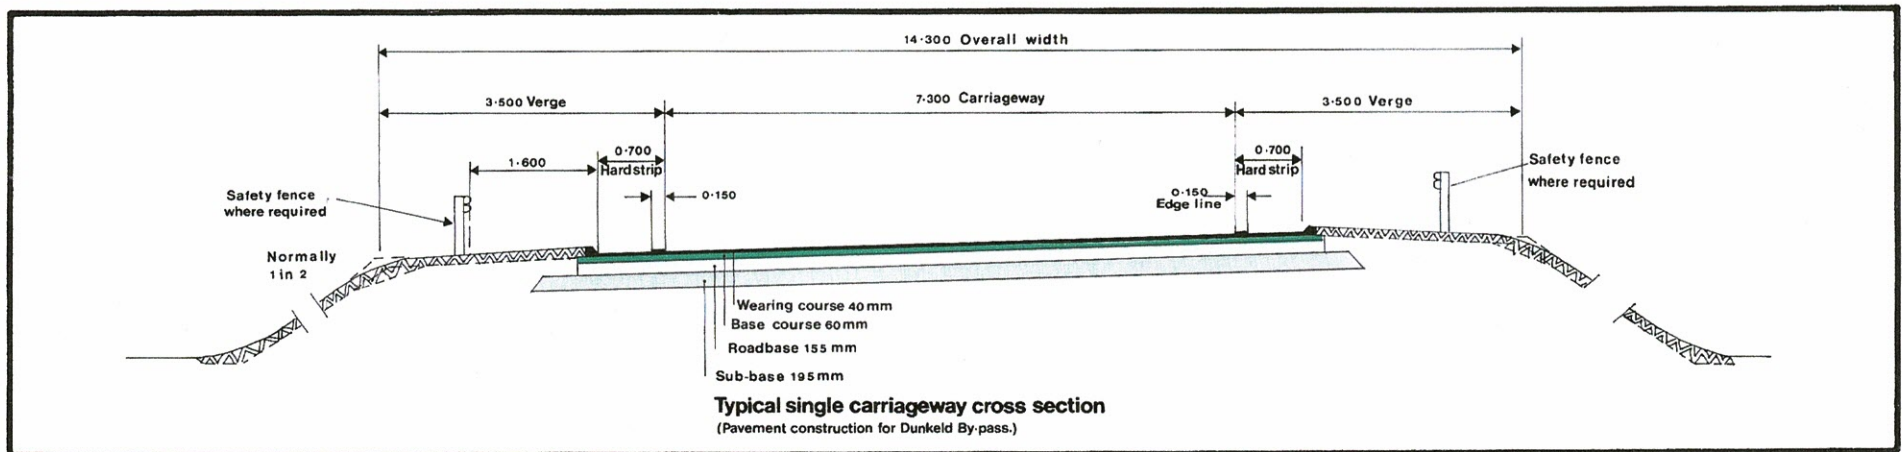 14·300 Overall width
3·500 Verge
7·300 Carriageway
3·500 Verge
1·600
0·700
Hard strip
0·150
0·700
Hard strip
0·150
Edge line
Safety fence
where required
Safety fence
where required
Normally
1 in 2
Wearing course 40 mm
Base course 60 mm
Roadbase 155 mm
Sub-base 195 mm
Typical single carriageway cross section
(Pavement construction for Dunkeld By-pass.)